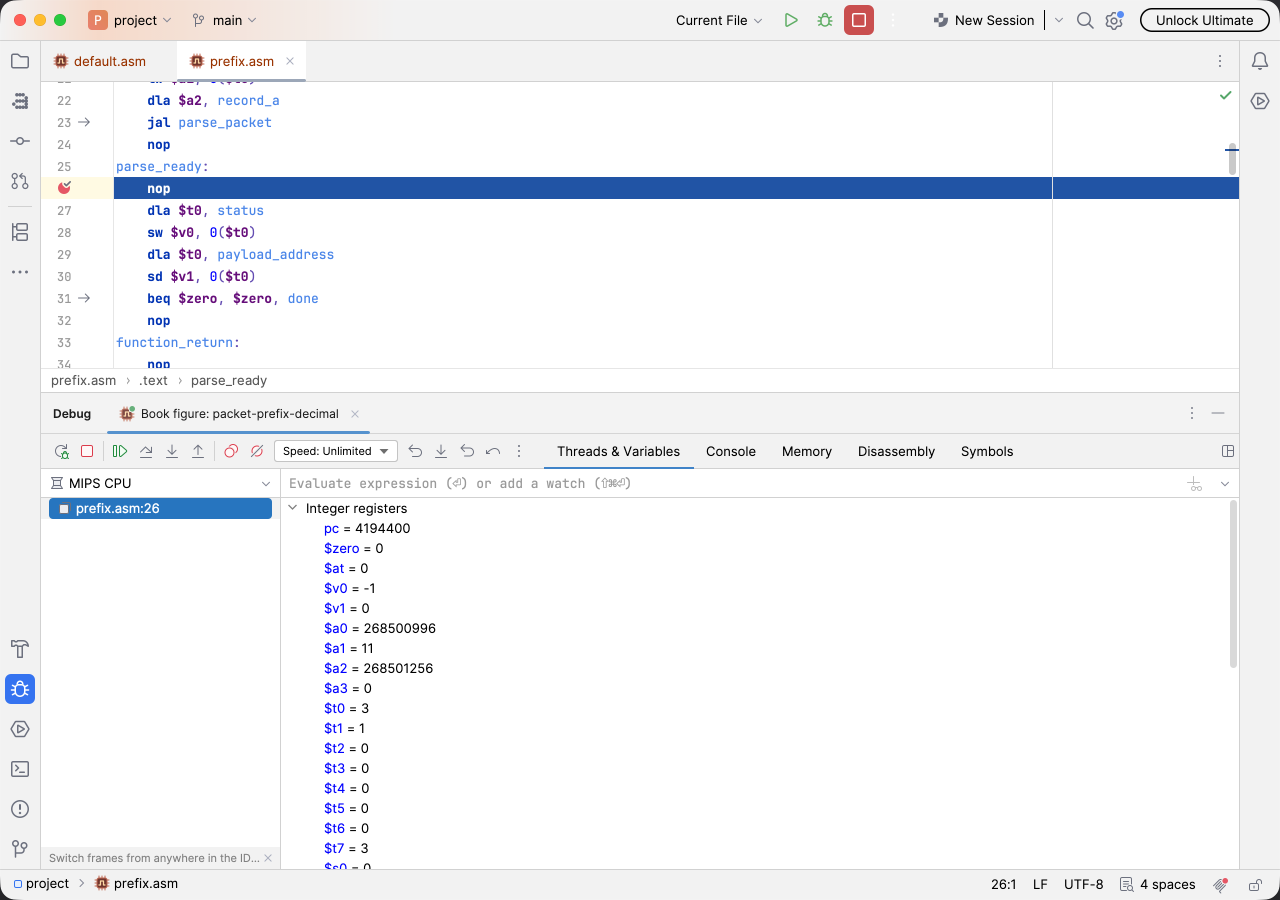 P project main Current File New Session Unlock Ultimate
default.asm prefix.asm
22 dla $a2, record_a
23 jal parse_packet
24 nop
25 parse_ready:
nop
27 dla $t0, status
28 sw $v0, 0($t0)
29 dla $t0, payload_address
30 sd $v1, 0($t0)
31 beq $zero, $zero, done
32 nop
33 function_return:
34 nop
prefix.asm › .text › parse_ready
Debug Book figure: packet-prefix-decimal
Speed: Unlimited Threads & Variables Console Memory Disassembly Symbols
MIPS CPU Evaluate expression (⏎) or add a watch (⇧⌘⏎)
prefix.asm:26
Integer registers
pc = 4194400
$zero = 0
$at = 0
$v0 = -1
$v1 = 0
$a0 = 268500996
$a1 = 11
$a2 = 268501256
$a3 = 0
$t0 = 3
$t1 = 1
$t2 = 0
$t3 = 0
$t4 = 0
$t5 = 0
$t6 = 0
$t7 = 3
$s0 = 0
Switch frames from anywhere in the ID...
project › prefix.asm 26:1 LF UTF-8 4 spaces